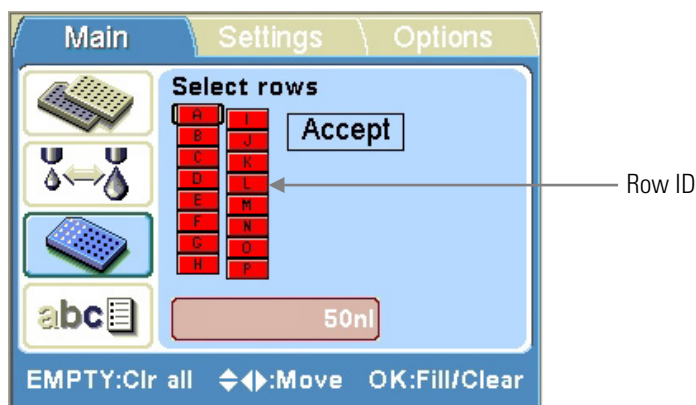 Main Settings Options
Select rows
A I
B J
C K
D L
E M
F N
G O
H P
Accept
Row ID
abc
50nl
EMPTY:Clr all :Move OK:Fill/Clear